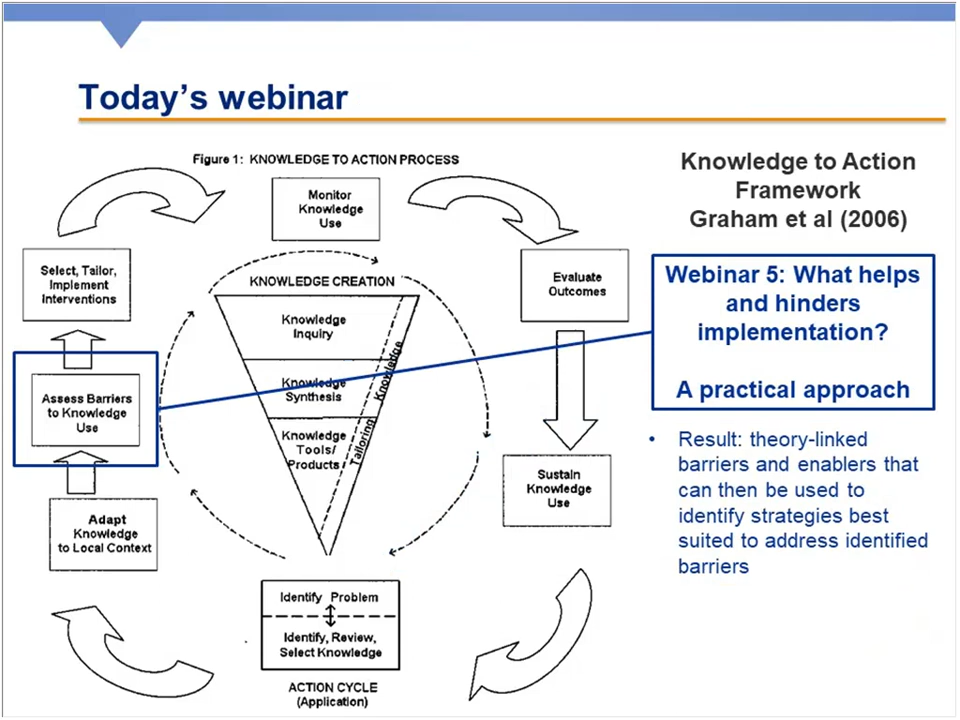 Today's webinar
Figure 1: KNOWLEDGE TO ACTION PROCESS
Monitor
Knowledge
Use
Select, Tailor,
Implement
Interventions
KNOWLEDGE CREATION
Knowledge
Inquiry
Knowledge
Synthesis
Knowledge
Tools/
Products
Tailoring Knowledge
Evaluate
Outcomes
Assess Barriers
to Knowledge
Use
Adapt
Knowledge
to Local Context
Sustain
Knowledge
Use
Identify Problem
Identify, Review,
Select Knowledge
ACTION CYCLE
(Application)
Knowledge to Action
Framework
Graham et al (2006)
Webinar 5: What helps
and hinders
implementation?
A practical approach
• Result: theory-linked
barriers and enablers that
can then be used to
identify strategies best
suited to address identified
barriers